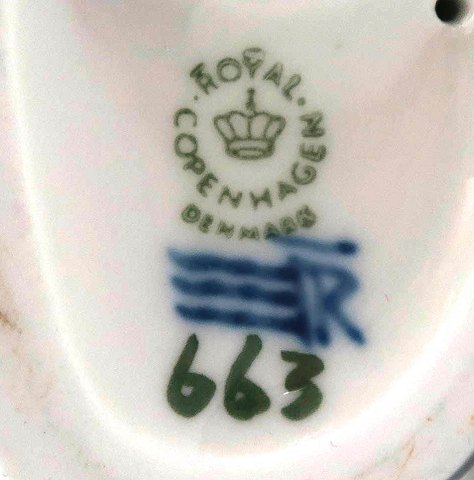 ROYAL
COPENHAGEN
DENMARK
R
663